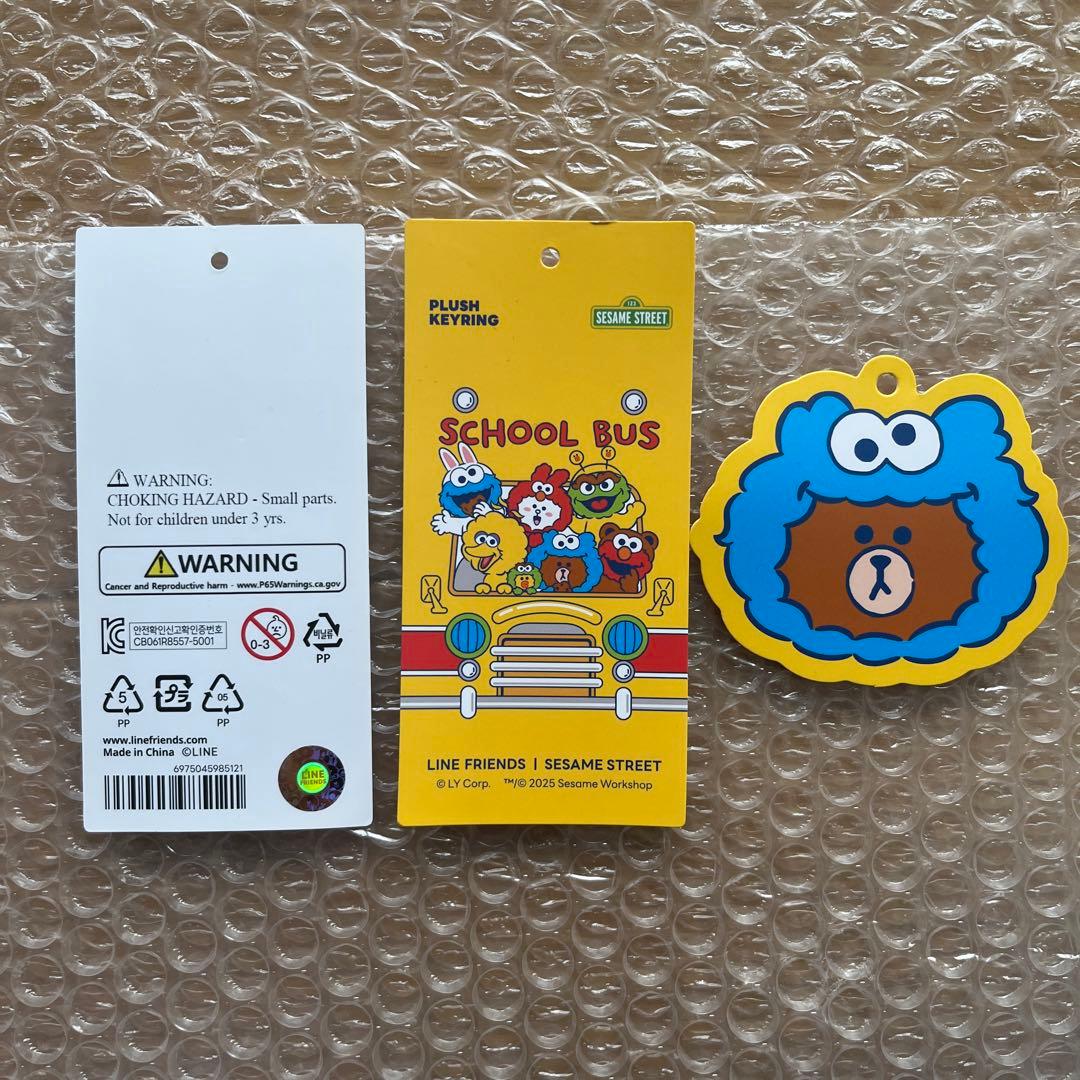 WARNING:
CHOKING HAZARD - Small parts.
Not for children under 3 yrs.
WARNING
Cancer and Reproductive harm - www.P65Warnings.ca.gov
안전확인신고확인증번호
CB061R8557-5001
0-3
비닐류
PP
5
PP
プラ
05
PP
www.linefriends.com
Made in China ©LINE
6975045985121
LINE
FRIENDS
PLUSH
KEYRING
123
SESAME STREET
SCHOOL BUS
LINE FRIENDS | SESAME STREET
© LY Corp. ™/© 2025 Sesame Workshop